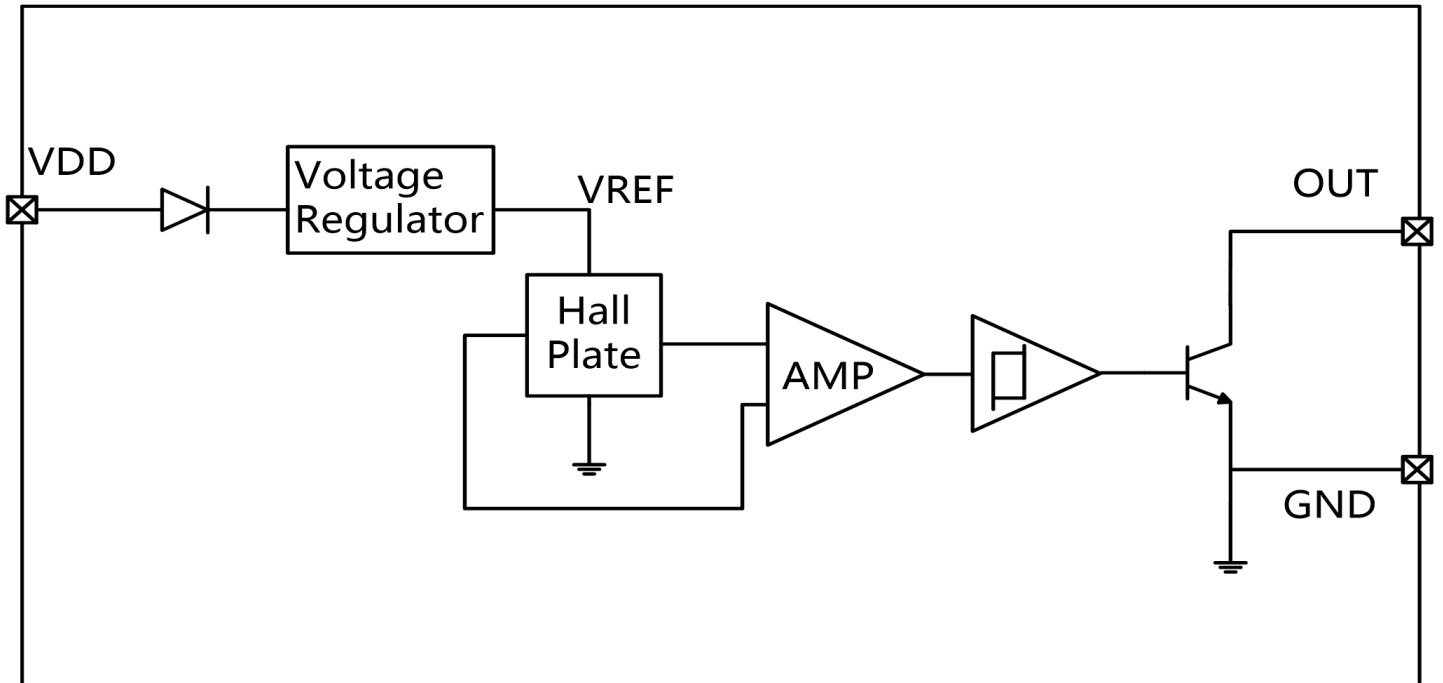 VDD
Voltage
Regulator
VREF
OUT
Hall
Plate
AMP
GND